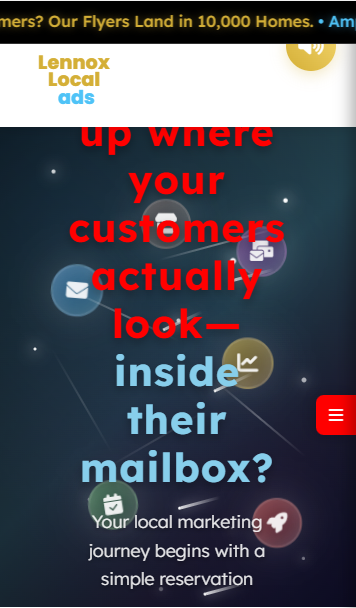 mers? Our Flyers Land in 10,000 Homes. • Am
Lennox
Local
ads
up where
your
customers
actually
look—
inside
their
mailbox?
Your local marketing
journey begins with a
simple reservation